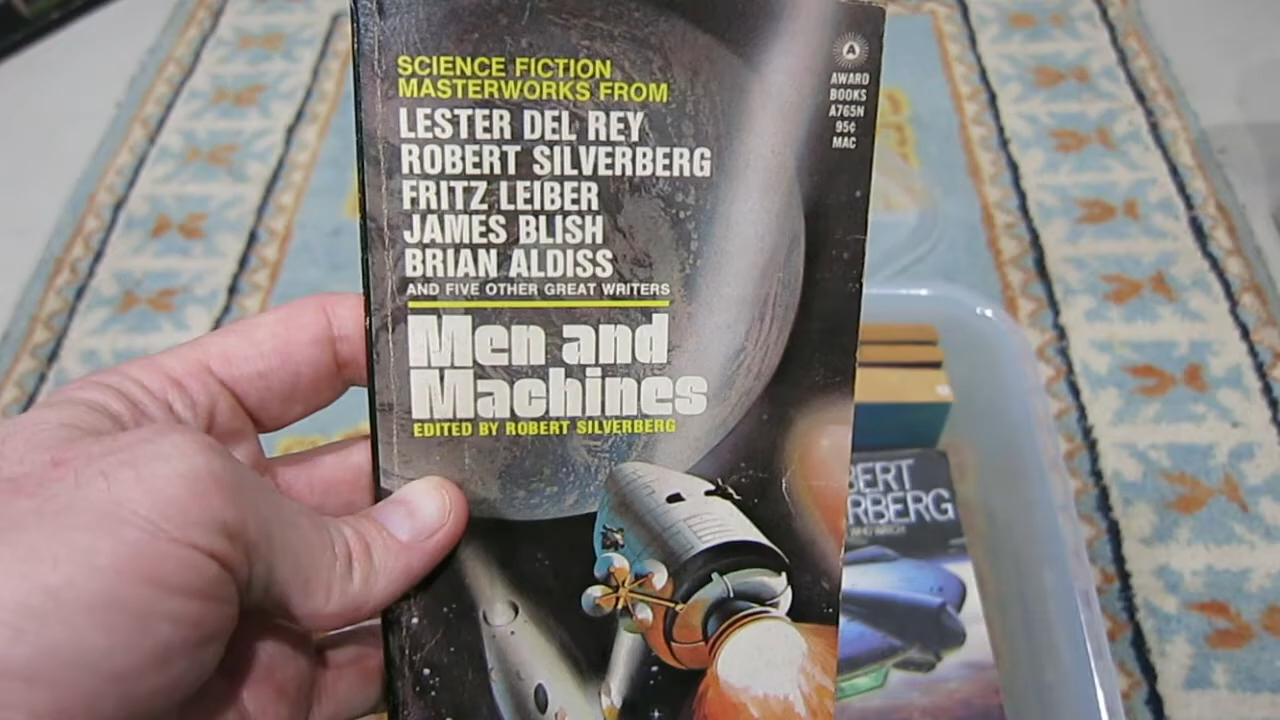 SCIENCE FICTION
MASTERWORKS FROM
LESTER DEL REY
ROBERT SILVERBERG
FRITZ LEIBER
JAMES BLISH
BRIAN ALDISS
AND FIVE OTHER GREAT WRITERS
Men and
Machines
EDITED BY ROBERT SILVERBERG
A
AWARD
BOOKS
A765N
95¢
MAC
BERT
RBERG